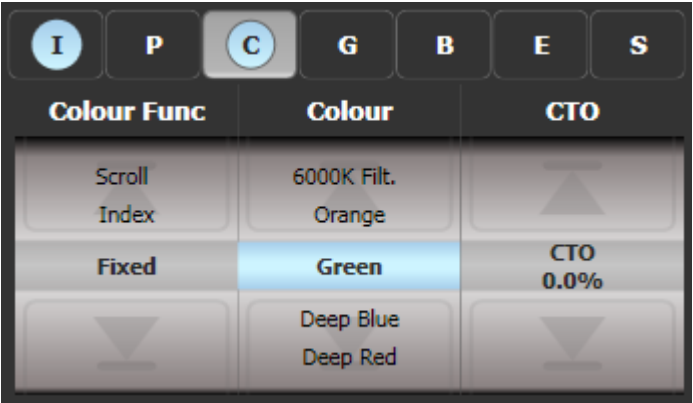 I P C G B E S
Colour Func Colour CTO
Scroll 6000K Filt.
Index Orange
Fixed Green CTO
0.0%
Deep Blue
Deep Red